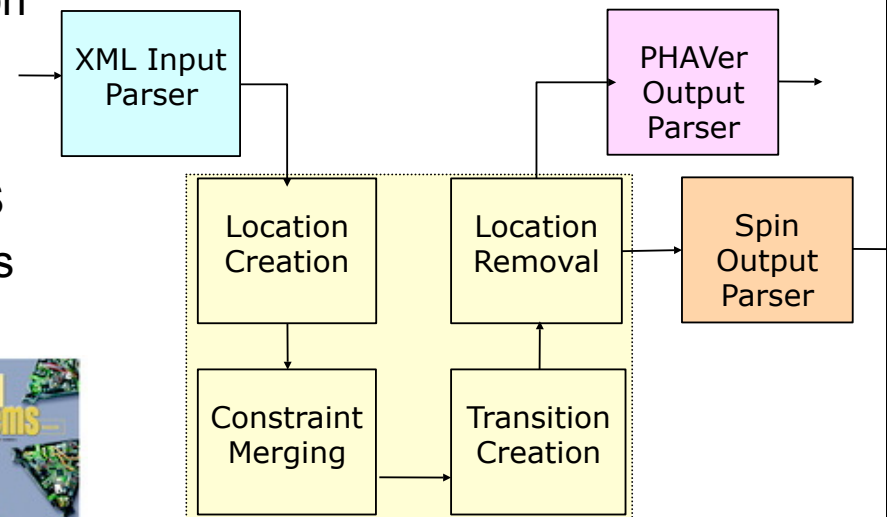 XML Input
Parser
PHAVer
Output
Parser
Location
Creation
Location
Removal
Spin
Output
Parser
Constraint
Merging
Transition
Creation